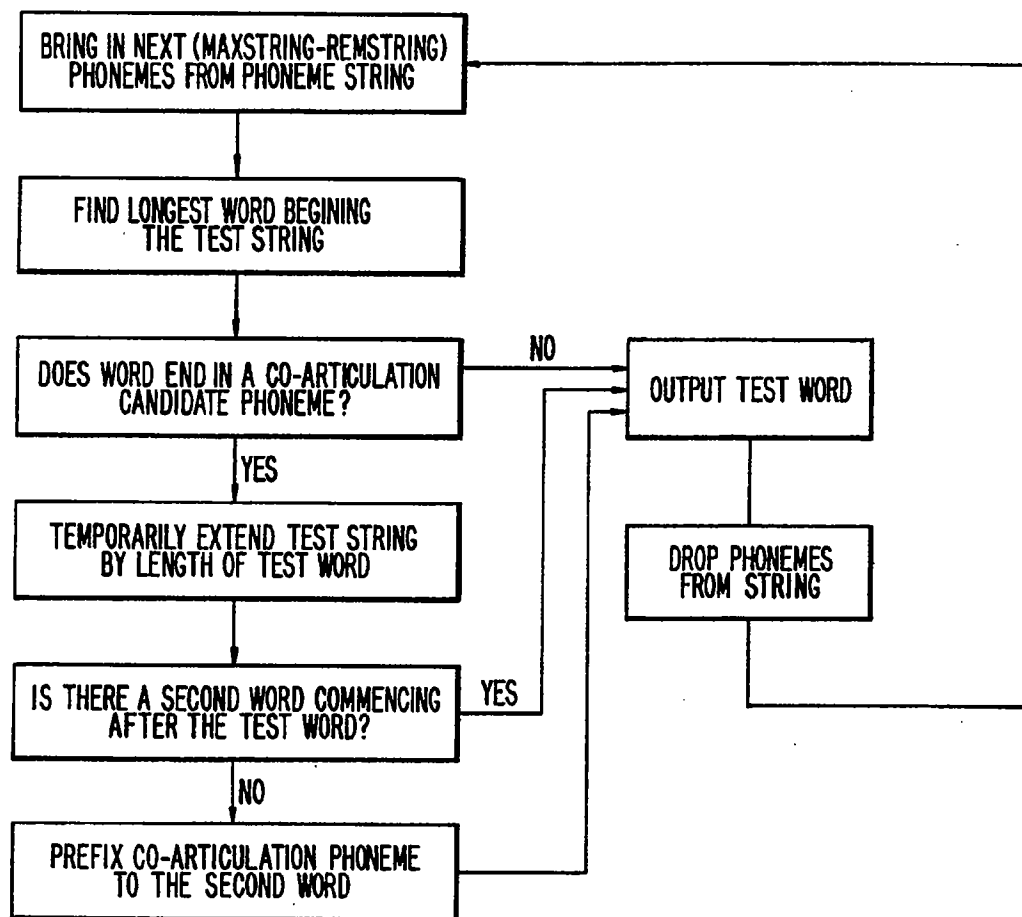 BRING IN NEXT (MAXSTRING-REMSTRING)
PHONEMES FROM PHONEME STRING
FIND LONGEST WORD BEGINING
THE TEST STRING
DOES WORD END IN A CO-ARTICULATION
CANDIDATE PHONEME?
NO
OUTPUT TEST WORD
YES
TEMPORARILY EXTEND TEST STRING
BY LENGTH OF TEST WORD
DROP PHONEMES
FROM STRING
IS THERE A SECOND WORD COMMENCING
AFTER THE TEST WORD?
YES
NO
PREFIX CO-ARTICULATION PHONEME
TO THE SECOND WORD